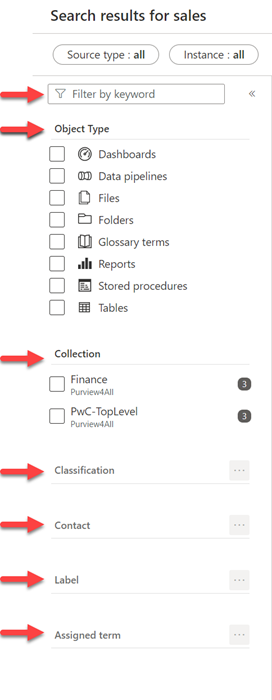 Search results for sales
Source type : all
Instance : all
Filter by keyword
Object Type
Dashboards
Data pipelines
Files
Folders
Glossary terms
Reports
Stored procedures
Tables
Collection
Finance 3
Purview4All
PwC-TopLevel 3
Purview4All
Classification
Contact
Label
Assigned term